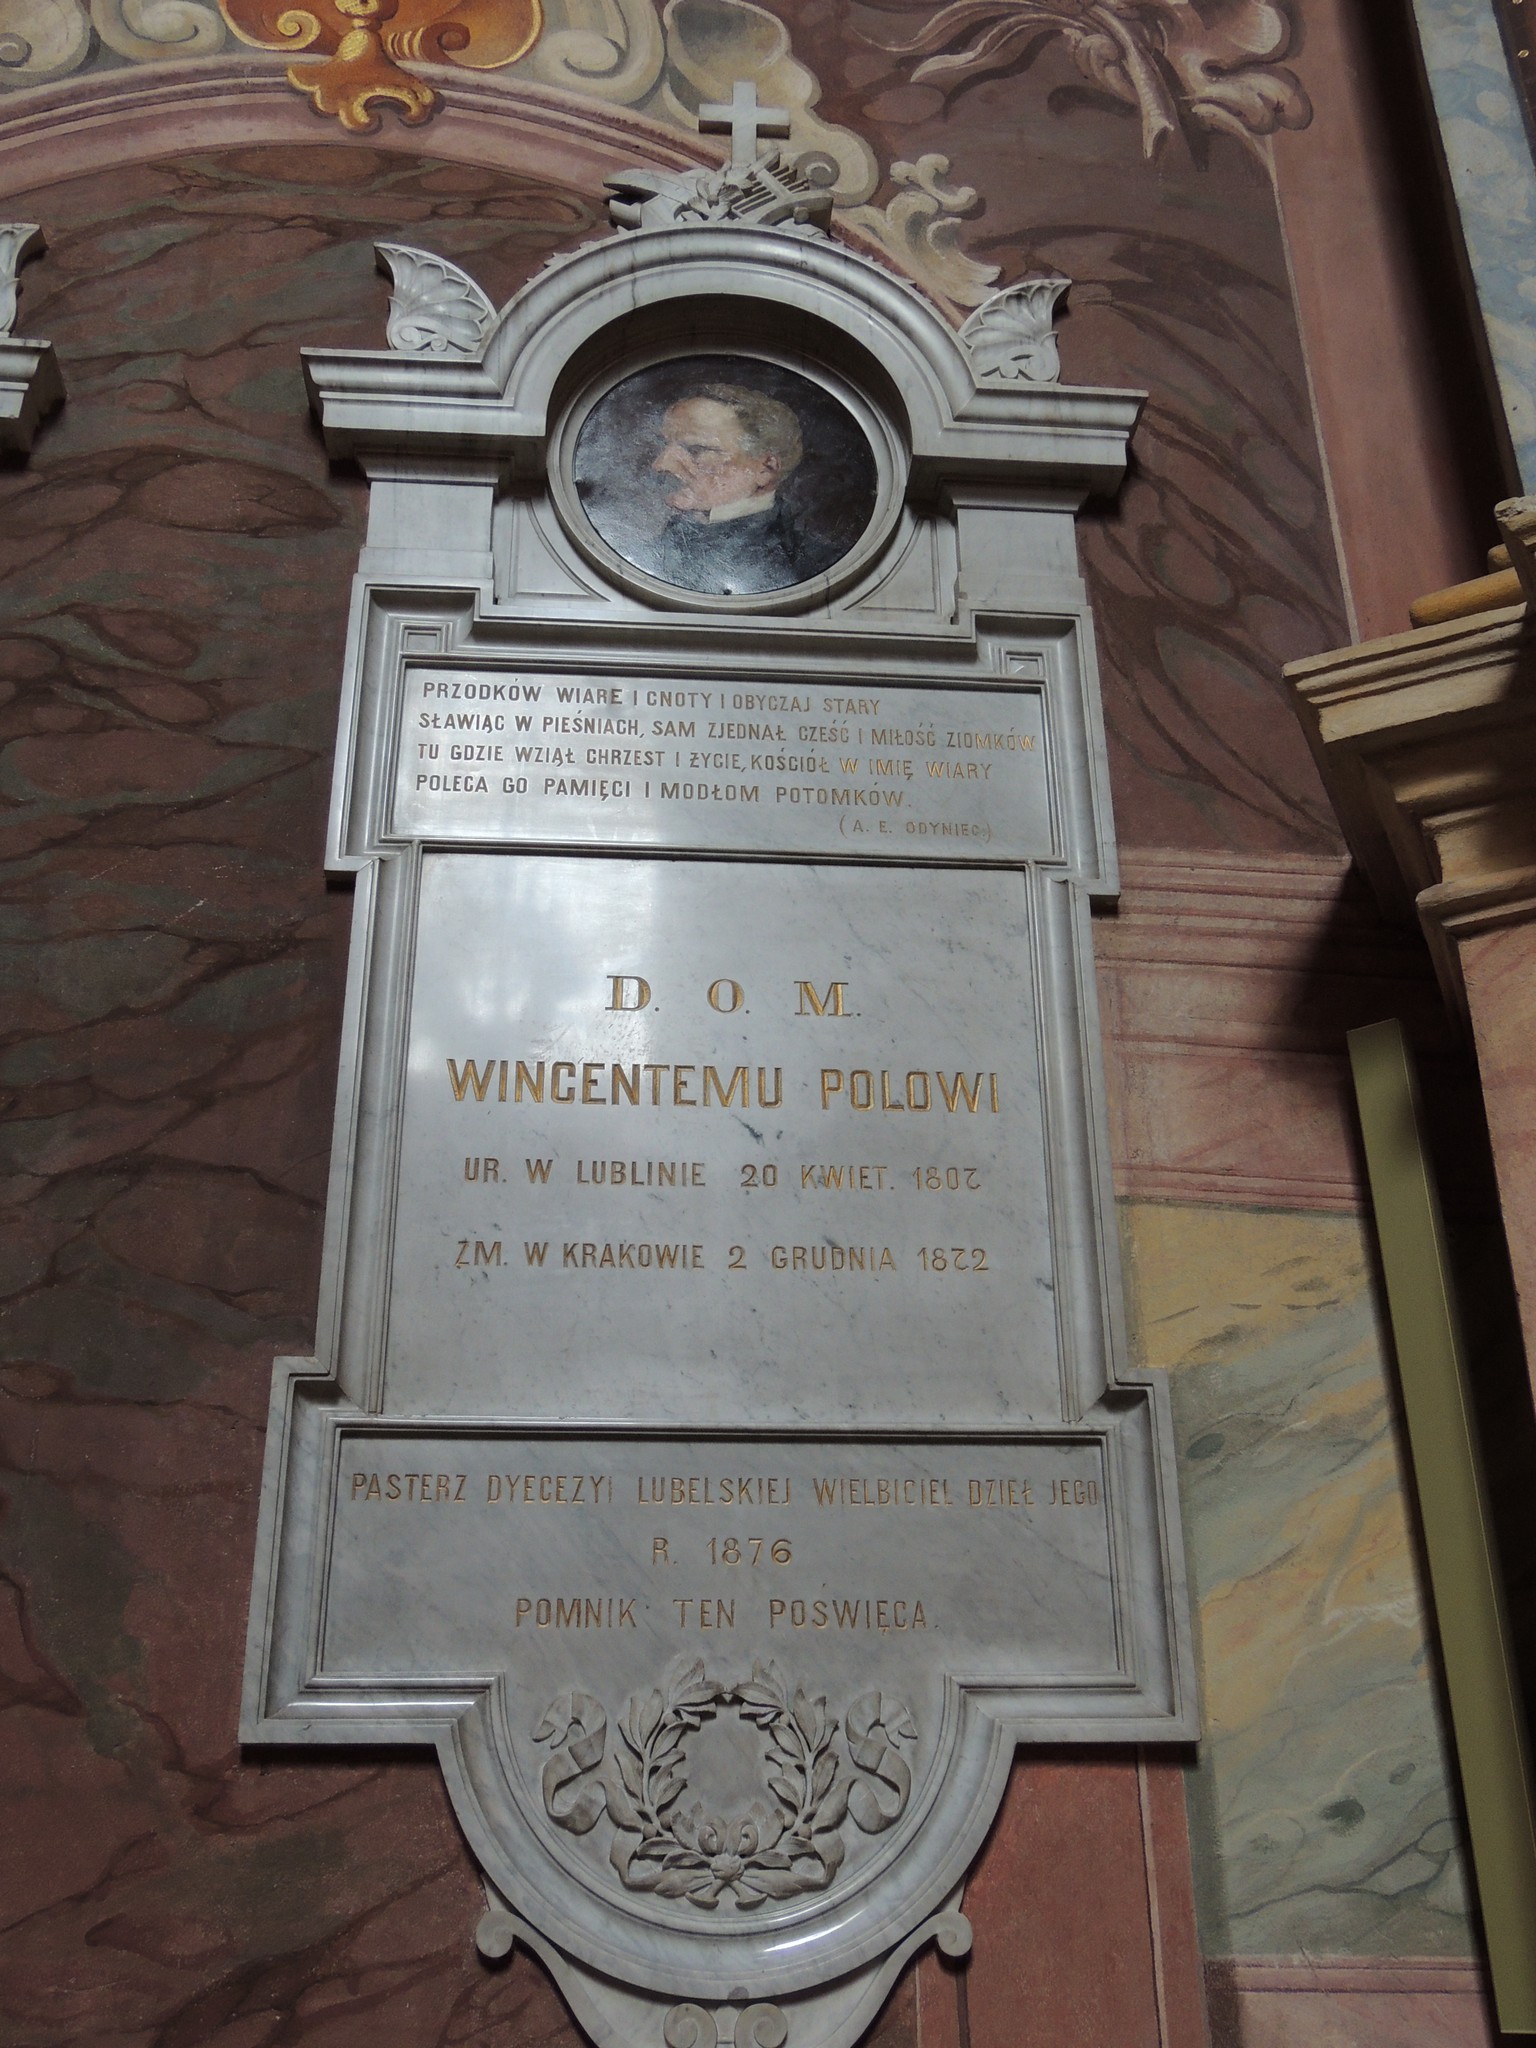 PRZODKÓW WIARE I CNOTY I OBYCZAJ STARY
SŁAWIĄC W PIEŚNIACH, SAM ZJEDNAŁ CZEŚĆ I MIŁOŚĆ ZIOMKÓW
TU GDZIE WZIĄŁ CHRZEST I ŻYCIE, KOŚCIÓŁ W IMIĘ WIARY
POLECA GO PAMIĘCI I MODŁOM POTOMKÓW.
(A. E. ODYNIEC.)
D. O. M.
WINCENTEMU POLOWI
UR. W LUBLINIE 20 KWIET. 1807
ZM. W KRAKOWIE 2 GRUDNIA 1872
PASTERZ DYECEZYI LUBELSKIEJ WIELBICIEL DZIEŁ JEGO
R. 1876
POMNIK TEN POŚWIĘCA.